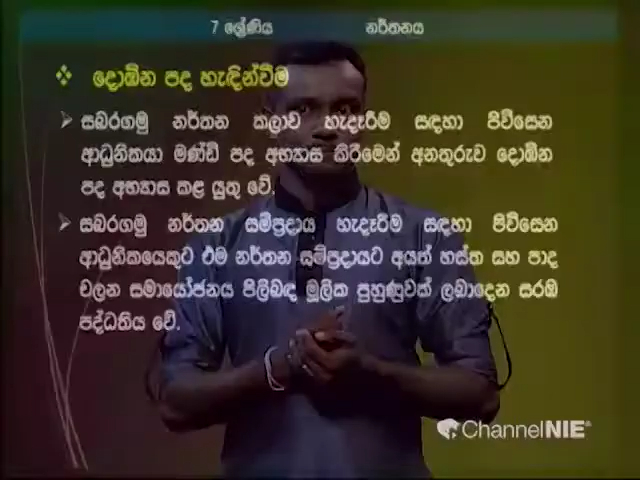 7 ශ්‍රේණිය නර්තනය
❖ දොඹින පද හැඳින්වීම
➢ සබරගමු නර්තන කලාව හැදෑරීම සඳහා පිවිසෙන
ආධුනිකයා මණ්ඩි පද අභ්‍යාස කිරීමෙන් අනතුරුව දොඹින
පද අභ්‍යාස කළ යුතු වේ.
➢ සබරගමු නර්තන සම්ප්‍රදාය හැදෑරීම සඳහා පිවිසෙන
ආධුනිකයෙකුට එම නර්තන සම්ප්‍රදායට අයත් හස්ත සහ පාද
චලන සමායෝජනය පිලිබඳ මූලික පුහුණුවක් ලබාදෙන සරඹ
පද්ධතිය වේ.
ChannelNIE